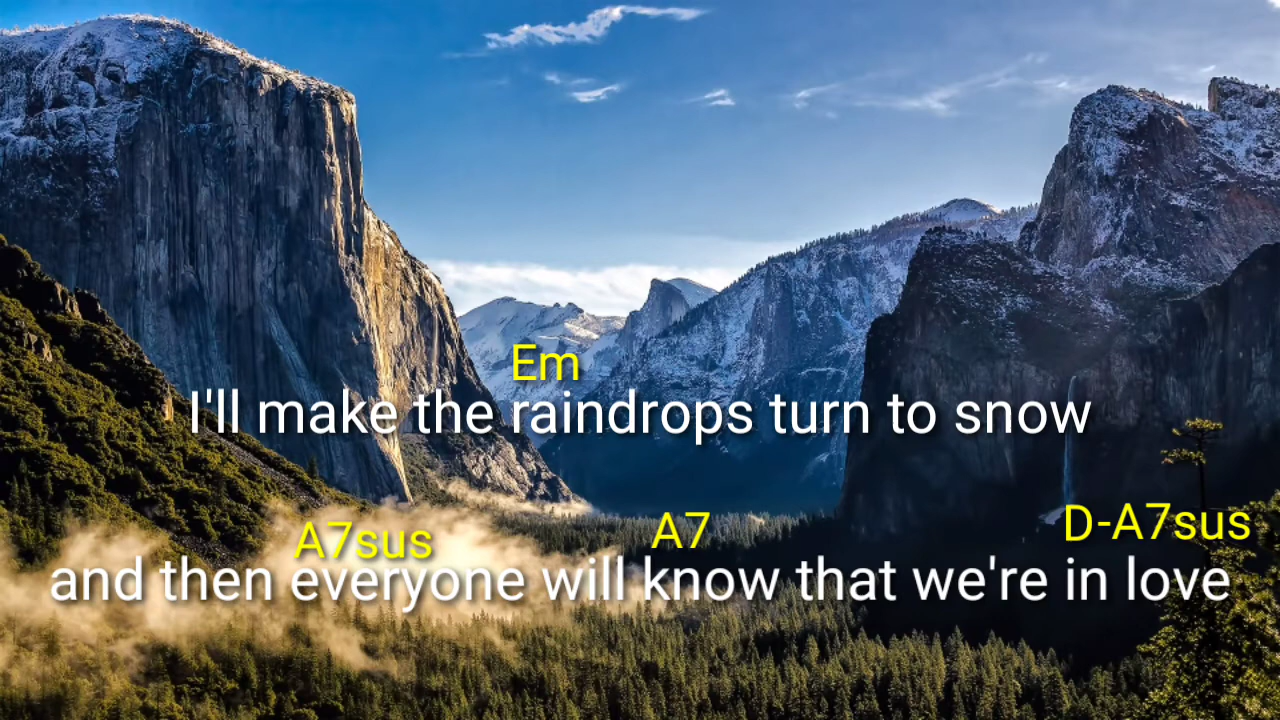 Em
I'll make the raindrops turn to snow
A7sus A7 D-A7sus
and then everyone will know that we're in love